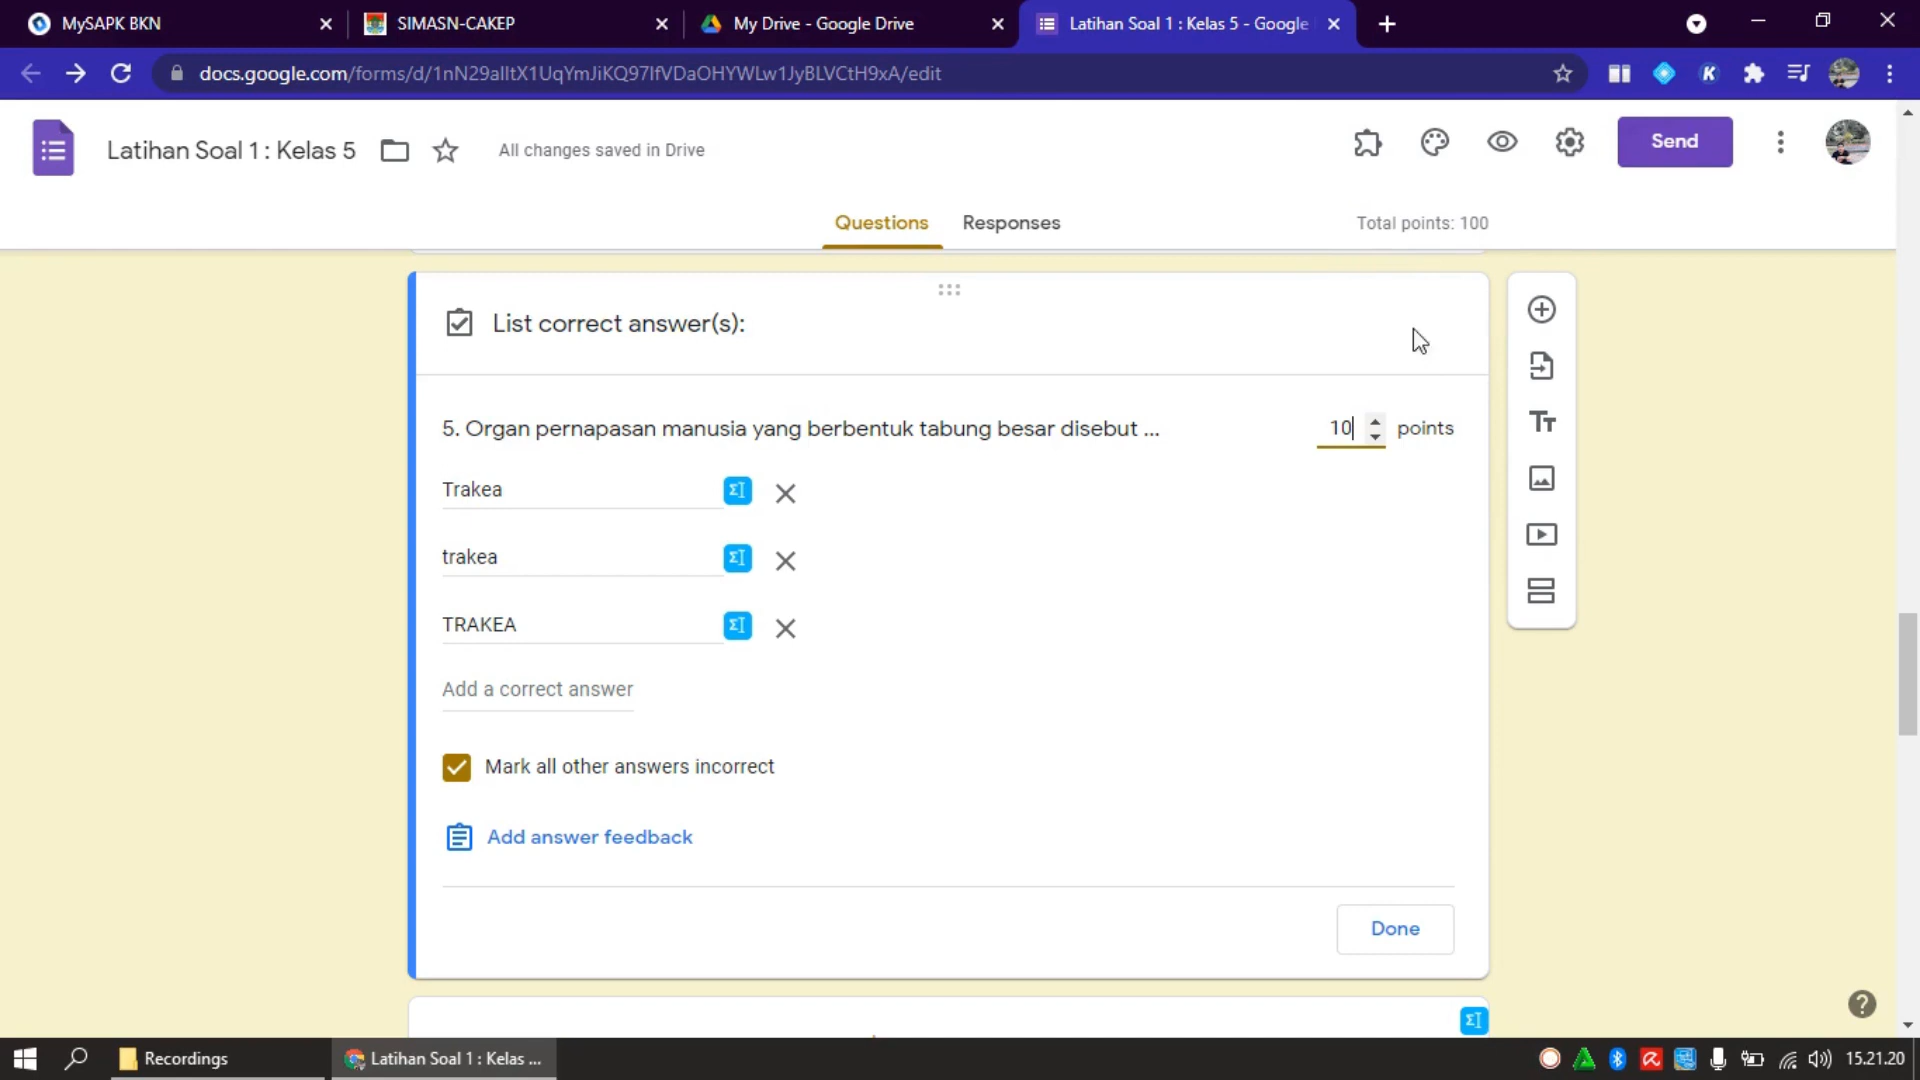 MySAPK BKN
SIMASN-CAKEP
My Drive - Google Drive
Latihan Soal 1 : Kelas 5 - Google
docs.google.com/forms/d/1nN29alltX1UqYmJiKQ97IfVDaOHYWLw1JyBLVCtH9xA/edit
Latihan Soal 1 : Kelas 5
All changes saved in Drive
Send
Questions
Responses
Total points: 100
List correct answer(s):
5. Organ pernapasan manusia yang berbentuk tabung besar disebut ...
10
points
Trakea
trakea
TRAKEA
Add a correct answer
Mark all other answers incorrect
Add answer feedback
Done
Recordings
Latihan Soal 1 : Kelas ...
15.21.20